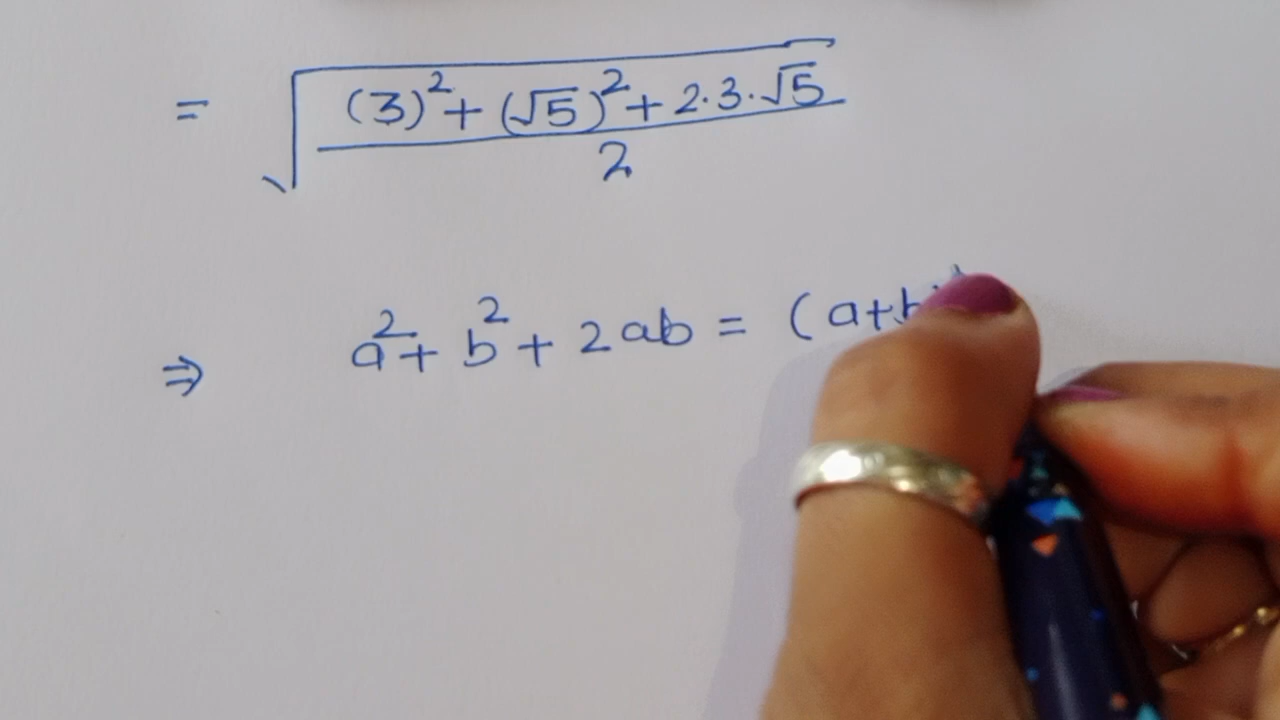 = √((3)² + (√5)² + 2·3·√5 / 2)
⇒ a² + b² + 2ab = (a+b